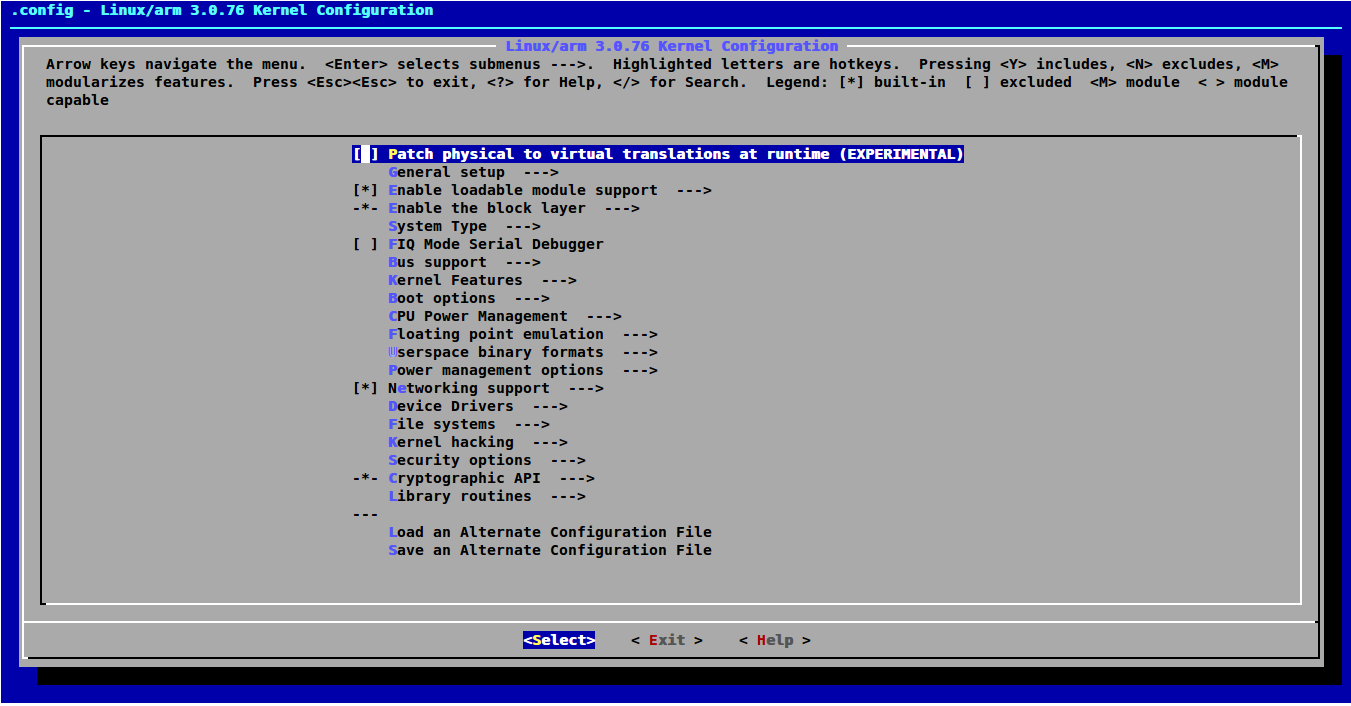 .config - Linux/arm 3.0.76 Kernel Configuration
Linux/arm 3.0.76 Kernel Configuration
Arrow keys navigate the menu.  <Enter> selects submenus --->.  Highlighted letters are hotkeys.  Pressing <Y> includes, <N> excludes, <M>
modularizes features.  Press <Esc><Esc> to exit, <?> for Help, </> for Search.  Legend: [*] built-in  [ ] excluded  <M> module  < > module
capable
[ ] Patch physical to virtual translations at runtime (EXPERIMENTAL)
General setup  --->
[*] Enable loadable module support  --->
-*- Enable the block layer  --->
System Type  --->
[ ] FIQ Mode Serial Debugger
Bus support  --->
Kernel Features  --->
Boot options  --->
CPU Power Management  --->
Floating point emulation  --->
Userspace binary formats  --->
Power management options  --->
[*] Networking support  --->
Device Drivers  --->
File systems  --->
Kernel hacking  --->
Security options  --->
-*- Cryptographic API  --->
Library routines  --->
---
Load an Alternate Configuration File
Save an Alternate Configuration File
<Select>    < Exit >    < Help >